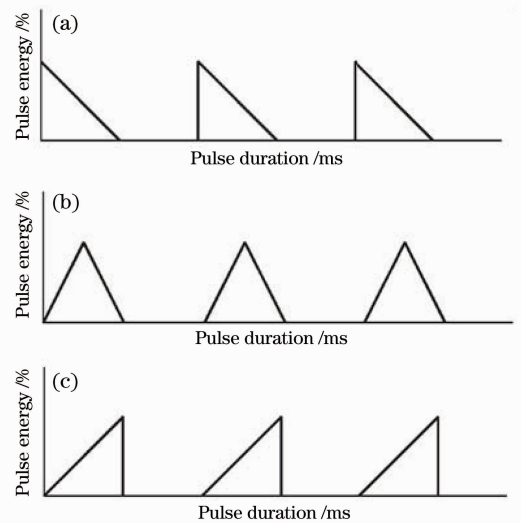 (a)
Pulse energy /%
Pulse duration /ms
(b)
Pulse energy /%
Pulse duration /ms
(c)
Pulse energy /%
Pulse duration /ms